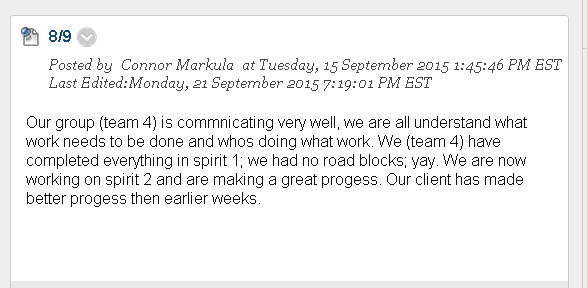 8/9
Posted by Connor Markula at Tuesday, 15 September 2015 1:45:46 PM EST
Last Edited:Monday, 21 September 2015 7:19:01 PM EST
Our group (team 4) is commnicating very well, we are all understand what
work needs to be done and whos doing what work. We (team 4) have
completed everything in spirit 1; we had no road blocks; yay. We are now
working on spirit 2 and are making a great progess. Our client has made
better progess then earlier weeks.